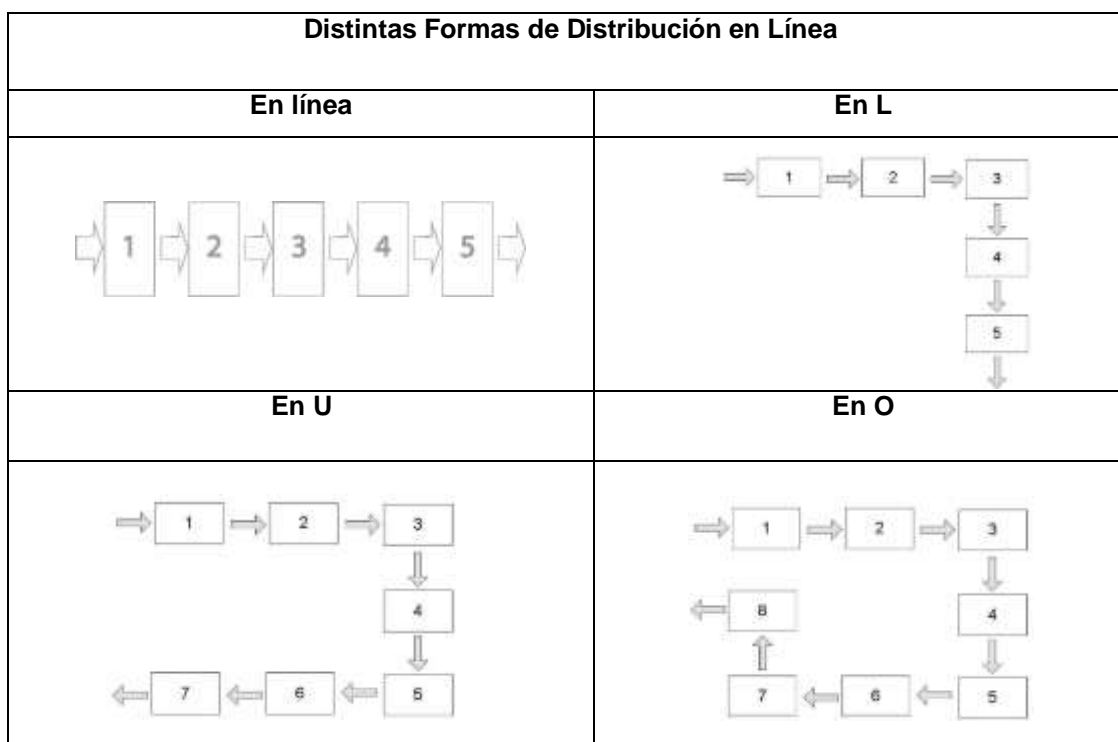 Distintas Formas de Distribución en Línea
En línea
En L
1 2 3 4 5
1 2 3
4
5
En U
En O
1 2 3
4
7 6 5
1 2 3
8 4
7 6 5